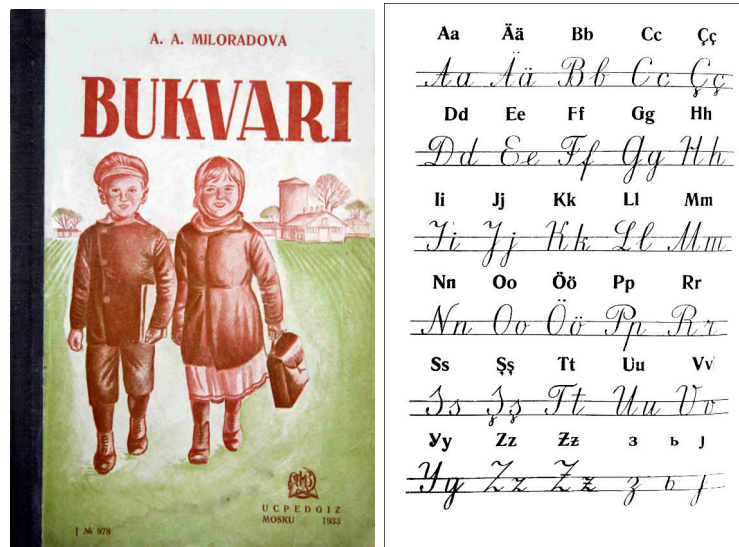 A. A. MILORADOVA
BUKVARI
UCPEDGIZ
MOSKU 1933
J № 978
Aa Ää Bb Cc Çç
Aa Ää Bb Cc Çç
Dd Ee Ff Gg Hh
Dd Ee Ff Gg Hh
Ii Jj Kk Ll Mm
Ii Jj Kk Ll Mm
Nn Oo Öö Pp Rr
Nn Oo Öö Pp Rr
Ss Şş Tt Uu Vv
Ss Şş Tt Uu Vv
Yy Zz Ƶƶ з ь ȷ
Yy Zz Ƶƶ з ь ȷ